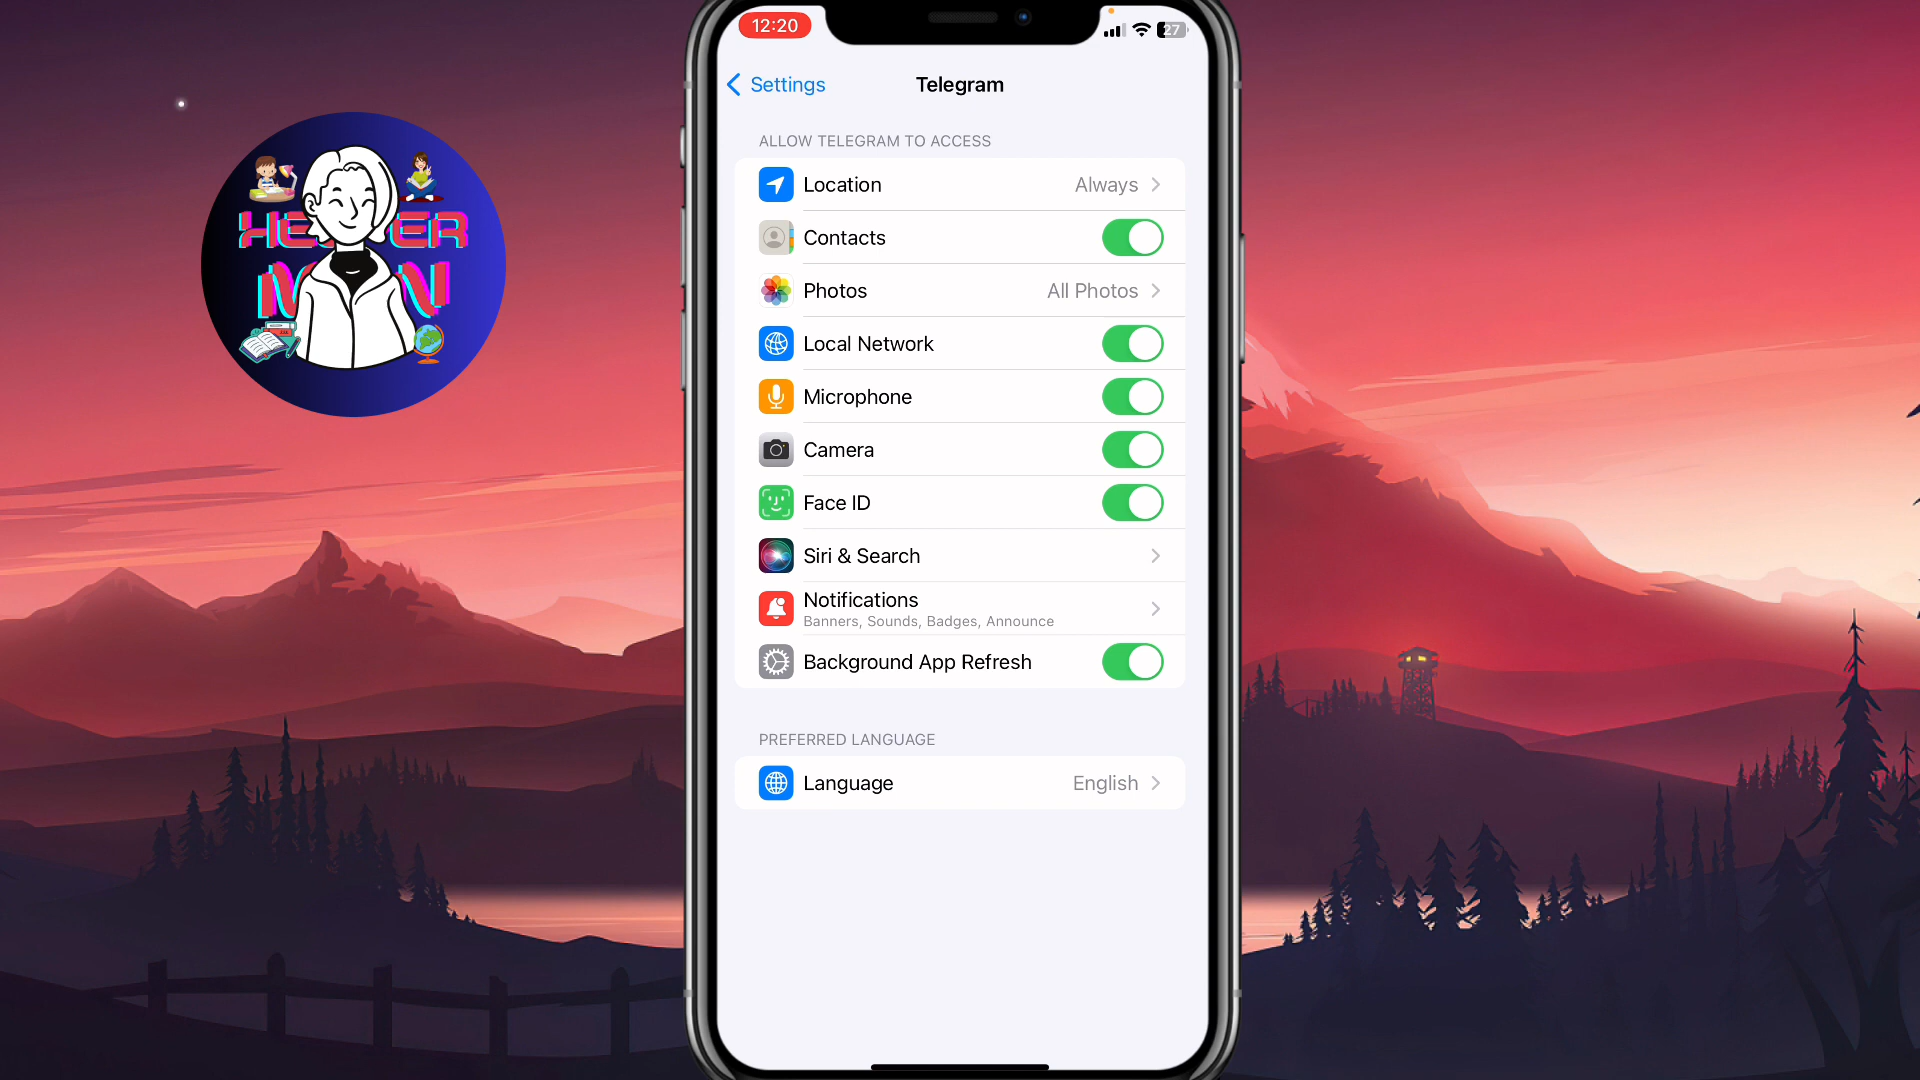 12:20
27
Settings
Telegram
ALLOW TELEGRAM TO ACCESS
Location
Always
Contacts
Photos
All Photos
Local Network
Microphone
Camera
Face ID
Siri & Search
Notifications
Banners, Sounds, Badges, Announce
Background App Refresh
PREFERRED LANGUAGE
Language
English